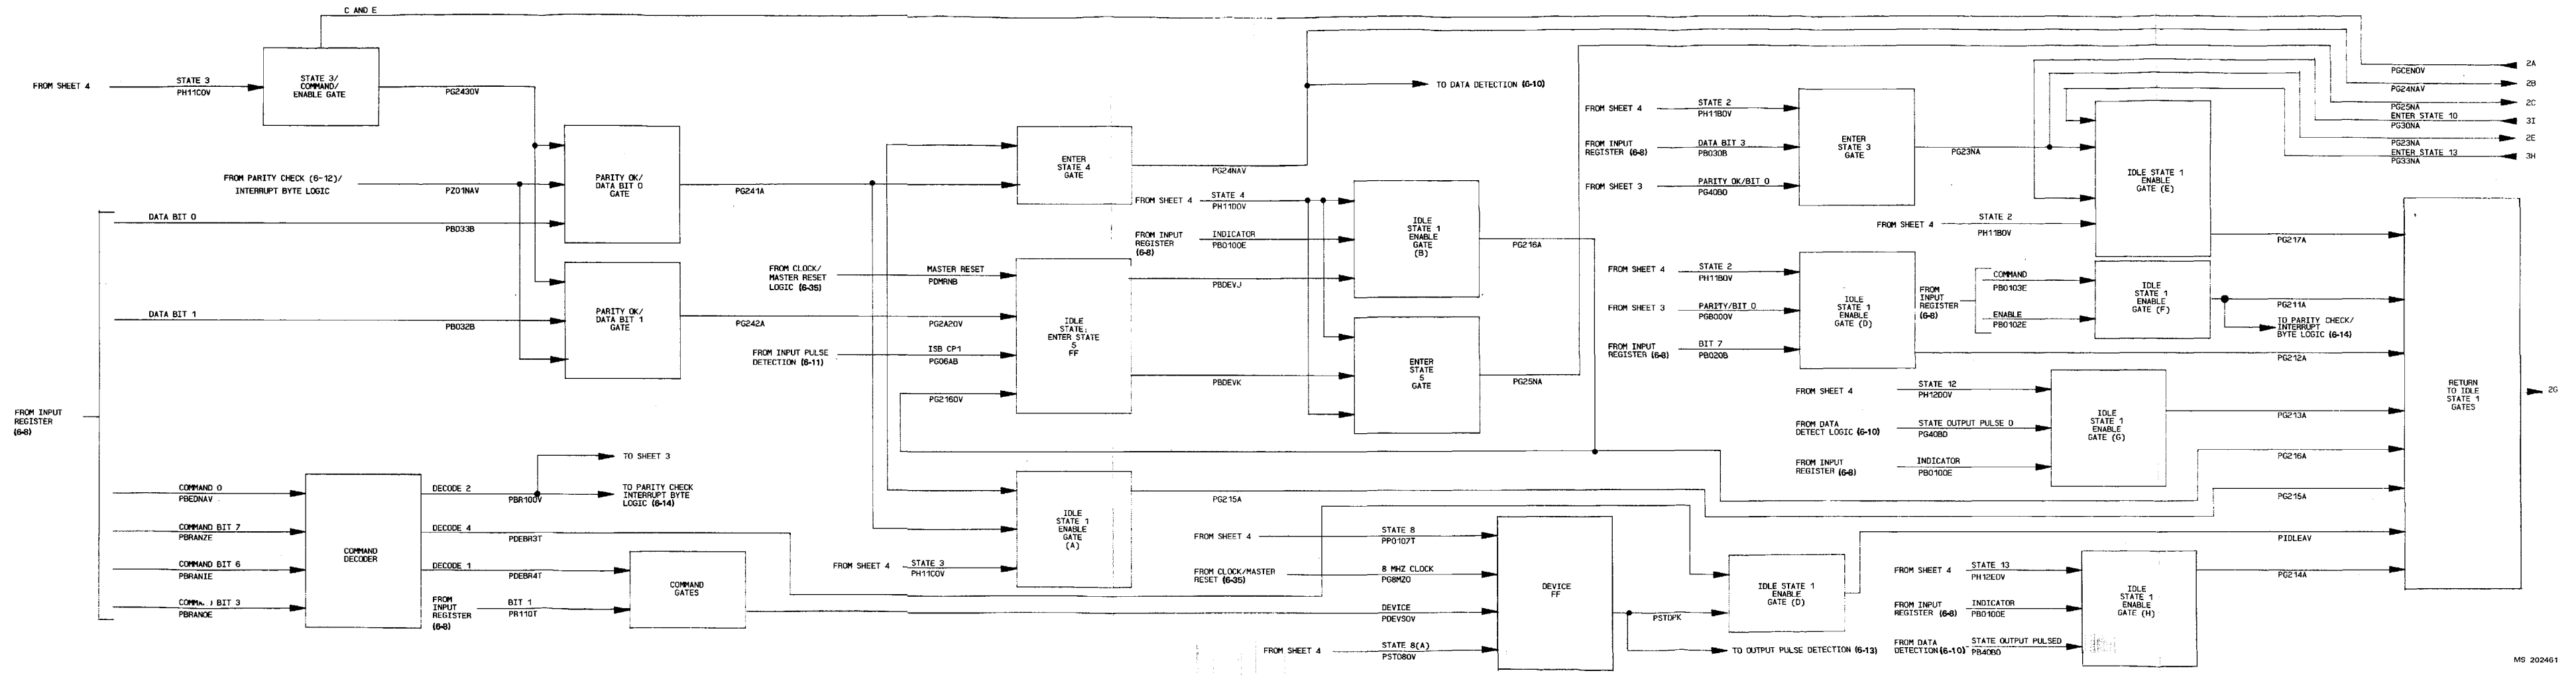 C AND E
FROM SHEET 4
STATE 3
PH11C0V
STATE 3/
COMMAND/
ENABLE GATE
PG2430V
FROM PARITY CHECK (6-12)/
INTERRUPT BYTE LOGIC
PZ01NAV
DATA BIT 0
PB033B
PARITY OK/
DATA BIT 0
GATE
PG241A
DATA BIT 1
PB032B
PARITY OK/
DATA BIT 1
GATE
PG242A
FROM INPUT
REGISTER
(6-8)
COMMAND 0
PBEDNAV
COMMAND BIT 7
PBRANZE
COMMAND BIT 6
PBRANIE
BIT 3
PBRANOE
COMMAND
DECODER
DECODE 2
PBR100V
TO SHEET 3
TO PARITY CHECK
INTERRUPT BYTE
LOGIC (6-14)
DECODE 4
PDEBR3T
DECODE 1
PDEBR4T
FROM
INPUT
REGISTER
(6-8)
BIT 1
PR110T
COMMAND
GATES
ENTER
STATE 4
GATE
PG24NAV
TO DATA DETECTION (6-10)
FROM CLOCK/
MASTER RESET
LOGIC (6-35)
MASTER RESET
PDMRNB
PG2A20V
FROM INPUT PULSE
DETECTION (6-11)
ISB CP1
PG06AB
PG2160V
IDLE
STATE;
ENTER STATE
5
FF
PBDEVJ
PBDEVK
FROM SHEET 4
STATE 4
PH11D0V
FROM INPUT
REGISTER
(6-8)
INDICATOR
PB0100E
IDLE
STATE 1
ENABLE
GATE
(B)
PG216A
ENTER
STATE
5
GATE
PG25NA
IDLE
STATE 1
ENABLE
GATE
(A)
PG215A
FROM SHEET 4
STATE 3
PH11C0V
FROM SHEET 4
STATE 8
PP0107T
FROM CLOCK/MASTER
RESET (6-35)
8 MHZ CLOCK
PG8MZ0
DEVICE
PDEVS0V
FROM SHEET 4
STATE 8(A)
PST080V
DEVICE
FF
PSTDPK
TO OUTPUT PULSE DETECTION (6-13)
IDLE STATE 1
ENABLE
GATE (D)
FROM SHEET 4
STATE 2
PH11B0V
FROM INPUT
REGISTER (6-8)
DATA BIT 3
PB030B
FROM SHEET 3
PARITY OK/BIT 0
PG40BD
ENTER
STATE 3
GATE
PG23NA
FROM SHEET 4
STATE 2
PH11B0V
FROM SHEET 3
PARITY/BIT 0
PGB000V
FROM INPUT
REGISTER (6-8)
BIT 7
PB020B
IDLE
STATE 1
ENABLE
GATE (D)
PG212A
FROM SHEET 4
STATE 2
PH11B0V
IDLE STATE 1
ENABLE
GATE (E)
PG217A
FROM
INPUT
REGISTER
(6-8)
COMMAND
PB0103E
ENABLE
PB0102E
IDLE
STATE 1
ENABLE
GATE (F)
PG211A
TO PARITY CHECK/
INTERRUPT
BYTE LOGIC (6-14)
FROM SHEET 4
STATE 12
PH12D0V
FROM DATA
DETECT LOGIC (6-10)
STATE OUTPUT PULSE 0
PG40BD
FROM INPUT
REGISTER (6-8)
INDICATOR
PB0100E
IDLE
STATE 1
ENABLE
GATE (G)
PG213A
PG216A
PG215A
PIDLEAV
FROM SHEET 4
STATE 13
PH12E0V
FROM INPUT
REGISTER (6-8)
INDICATOR
PB0100E
FROM DATA
DETECTION (6-10)
STATE OUTPUT PULSED
PB40BD
IDLE
STATE 1
ENABLE
GATE (H)
PG214A
RETURN
TO IDLE
STATE 1
GATES
2G
PGCEN0V
2A
PG24NAV
2B
PG25NA
2C
ENTER STATE 10
PG30NA
3I
PG23NA
2E
ENTER STATE 13
PG33NA
3H
MS 202461